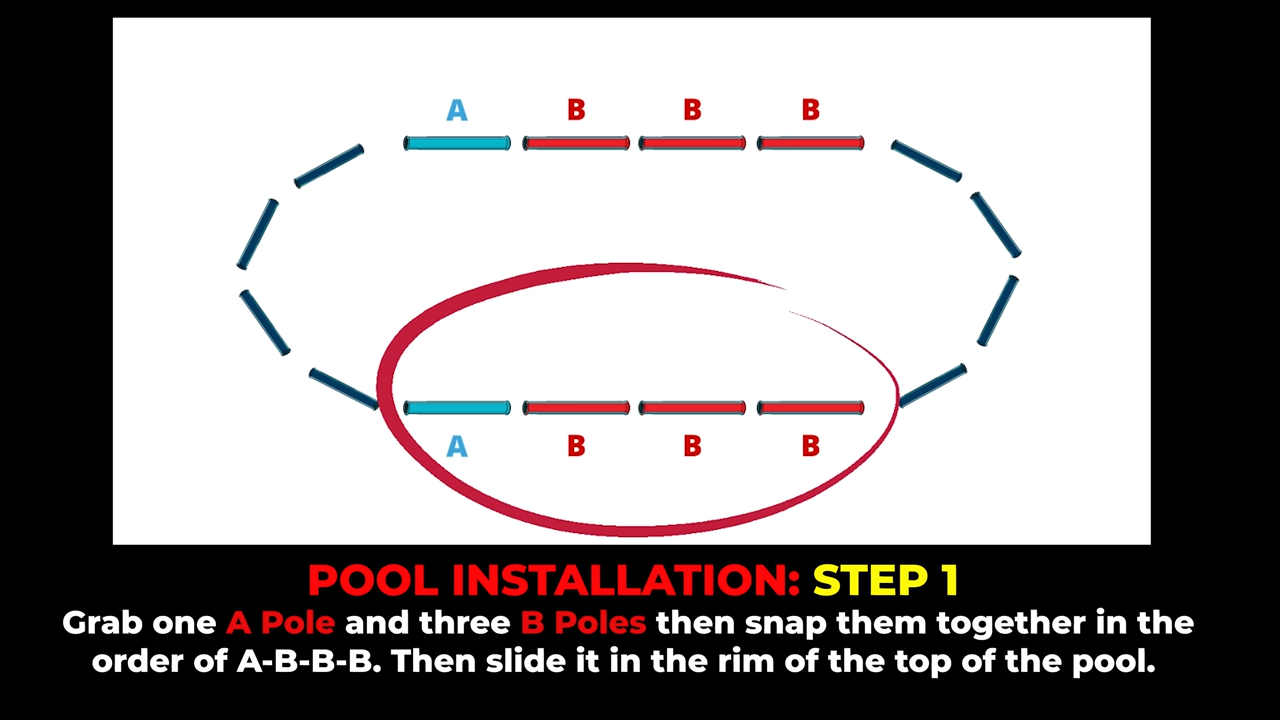 A B B B
A B B B
POOL INSTALLATION: STEP 1
Grab one A Pole and three B Poles then snap them together in the
order of A-B-B-B. Then slide it in the rim of the top of the pool.